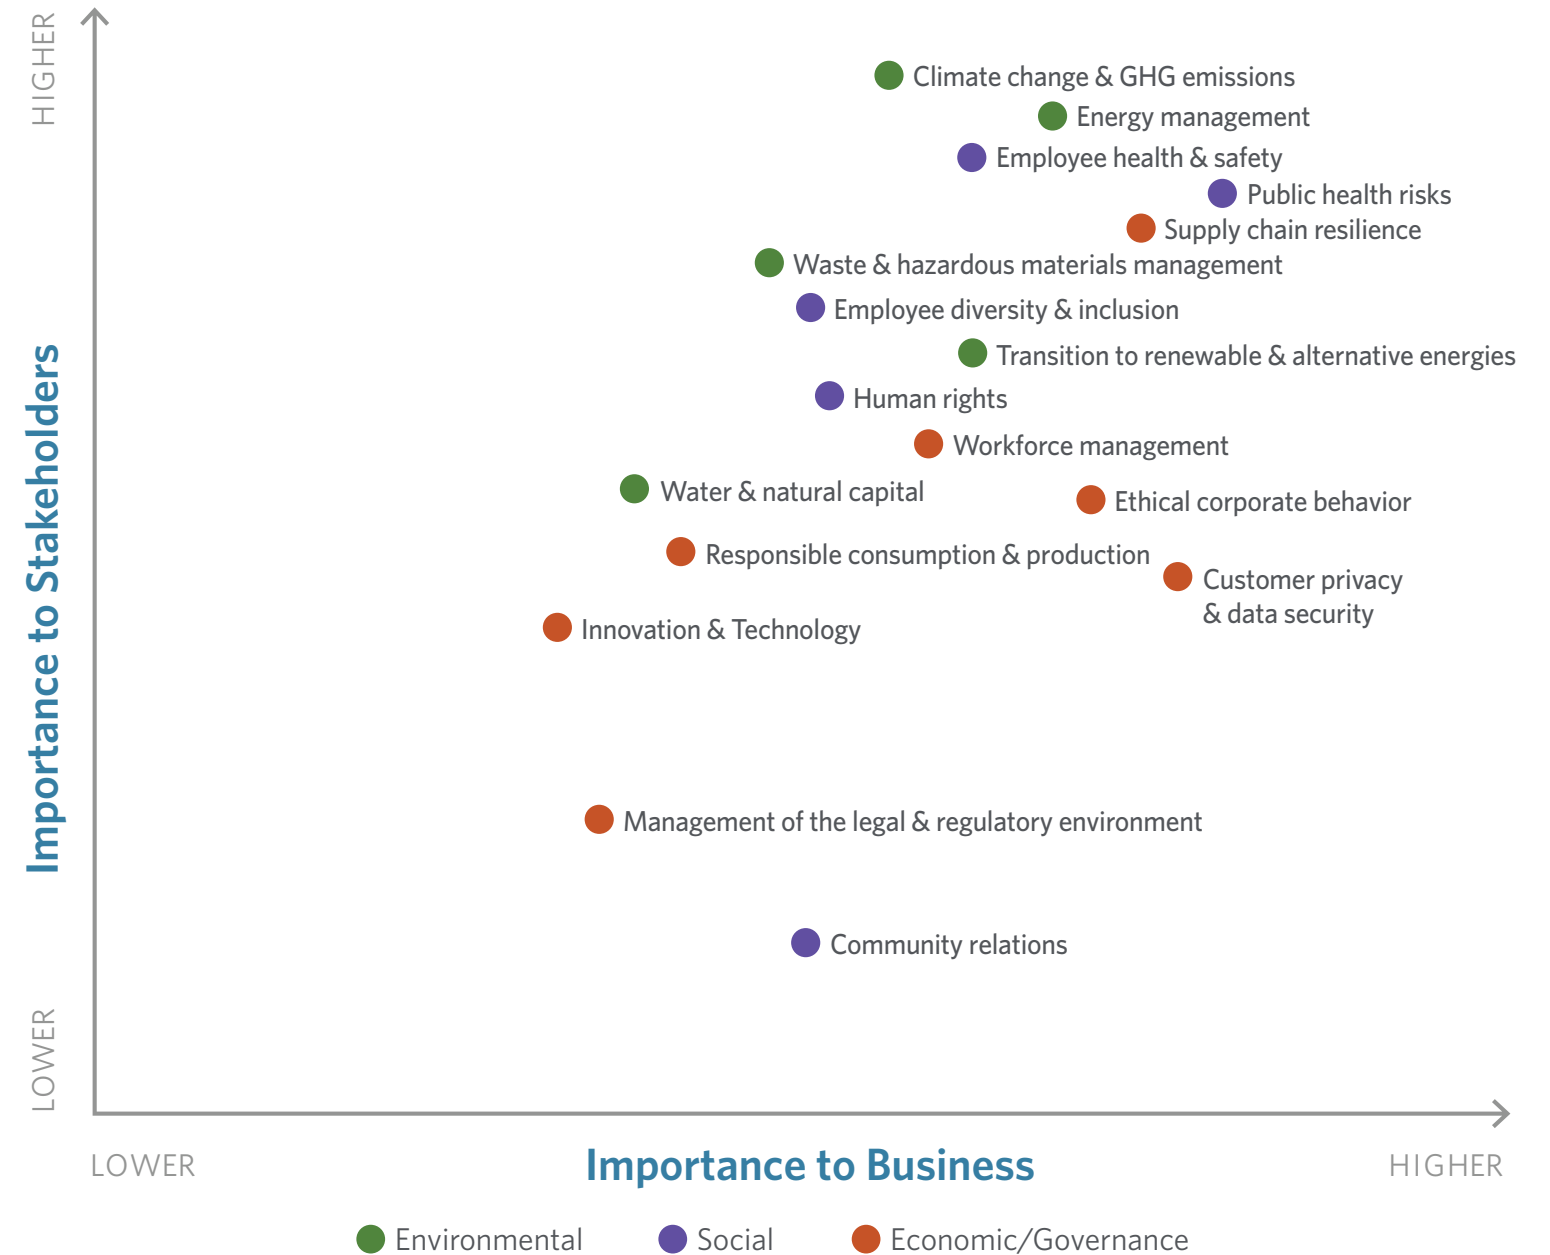 HIGHER
Climate change & GHG emissions
Energy management
Employee health & safety
Public health risks
Supply chain resilience
Waste & hazardous materials management
Employee diversity & inclusion
Transition to renewable & alternative energies
Human rights
Workforce management
Water & natural capital
Ethical corporate behavior
Responsible consumption & production
Customer privacy
& data security
Innovation & Technology
Management of the legal & regulatory environment
Community relations
Importance to Stakeholders
LOWER
LOWER
Importance to Business
HIGHER
Environmental
Social
Economic/Governance